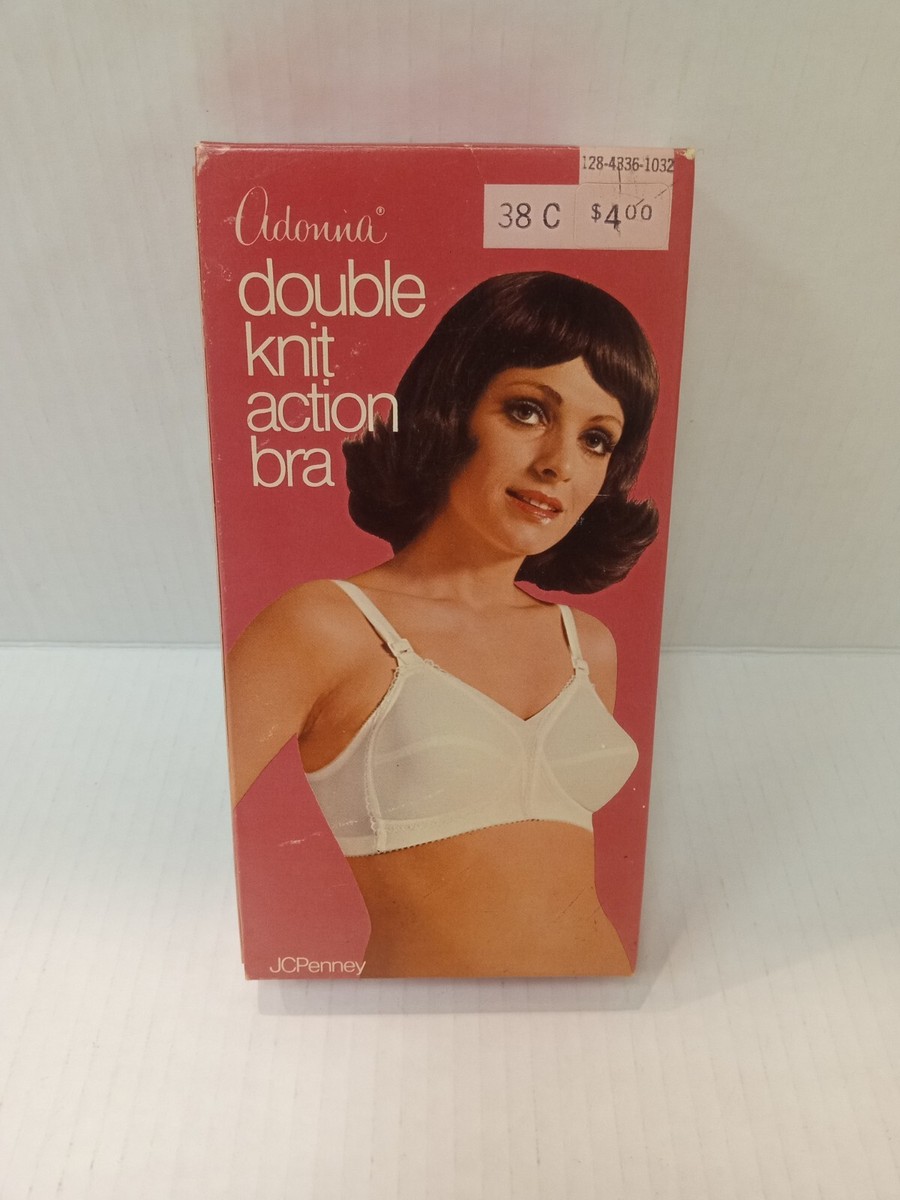 128-4336-1032
38 C $4.00
Adonna®
double
knit
action
bra
JCPenney